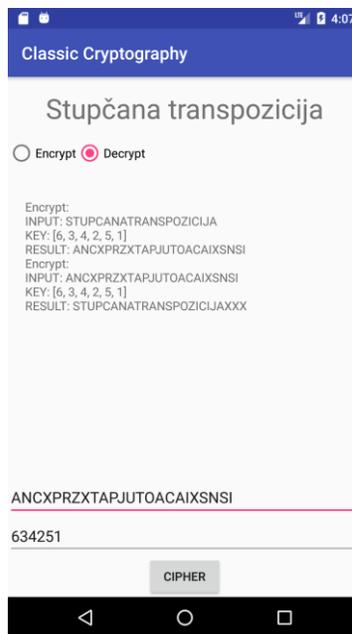 LTE 4:07
Classic Cryptography
Stupčana transpozicija
Encrypt Decrypt
Encrypt:
INPUT: STUPCANATRANSPOZICIJA
KEY: [6, 3, 4, 2, 5, 1]
RESULT: ANCXPRZXTAPJUTOACAIXSNSI
Encrypt:
INPUT: ANCXPRZXTAPJUTOACAIXSNSI
KEY: [6, 3, 4, 2, 5, 1]
RESULT: STUPCANATRANSPOZICIJAXXX
ANCXPRZXTAPJUTOACAIXSNSI
634251
CIPHER